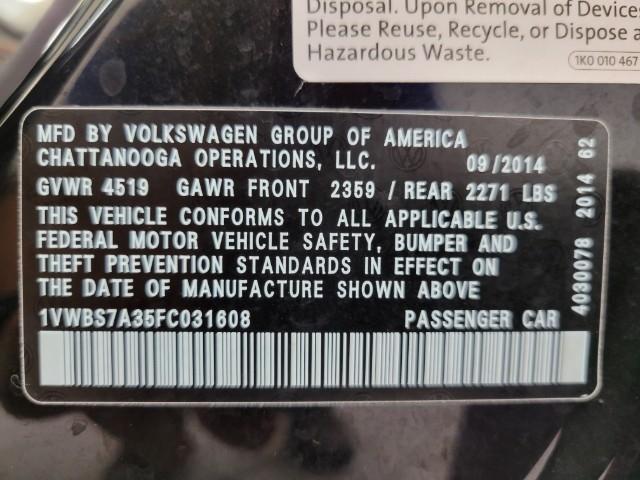 Disposal. Upon Removal of Devices
Please Reuse, Recycle, or Dispose a
Hazardous Waste.
1K0 010 467
MFD BY VOLKSWAGEN GROUP OF AMERICA
CHATTANOOGA OPERATIONS, LLC. 09/2014
GVWR 4519 GAWR FRONT 2359 / REAR 2271 LBS
THIS VEHICLE CONFORMS TO ALL APPLICABLE U.S.
FEDERAL MOTOR VEHICLE SAFETY, BUMPER AND
THEFT PREVENTION STANDARDS IN EFFECT ON
THE DATE OF MANUFACTURE SHOWN ABOVE
1VWBS7A35FC031608 PASSENGER CAR
4030078 2014 62